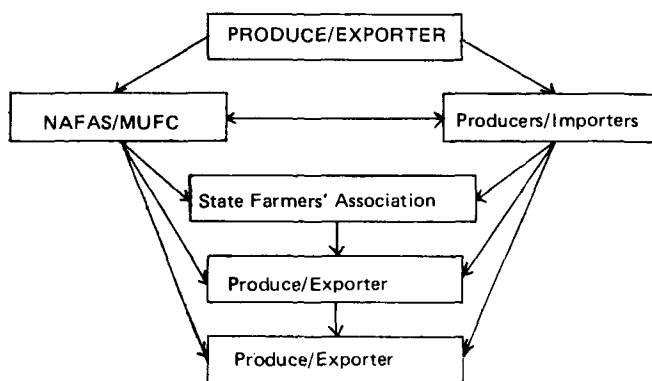 PRODUCE/EXPORTER
NAFAS/MUFC
Producers/Importers
State Farmers' Association
Produce/Exporter
Produce/Exporter